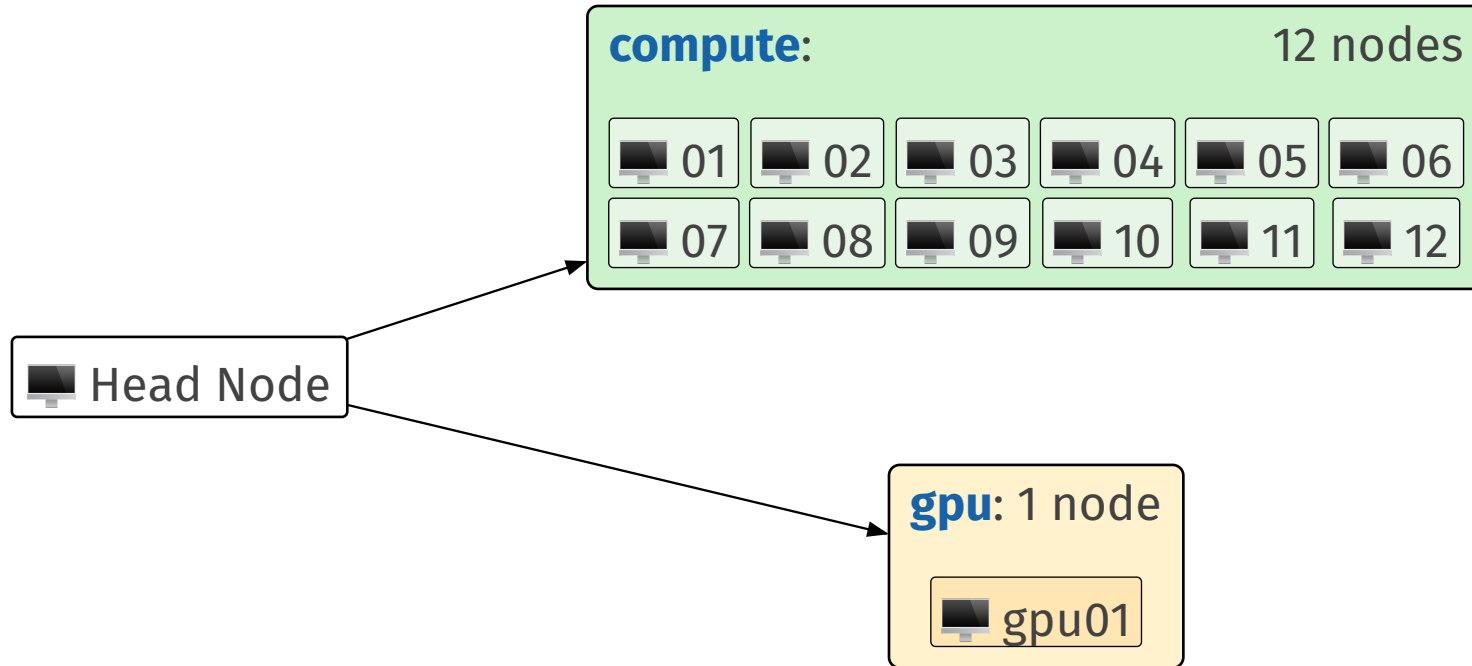 compute: 12 nodes
01 02 03 04 05 06
07 08 09 10 11 12
Head Node
gpu: 1 node
gpu01